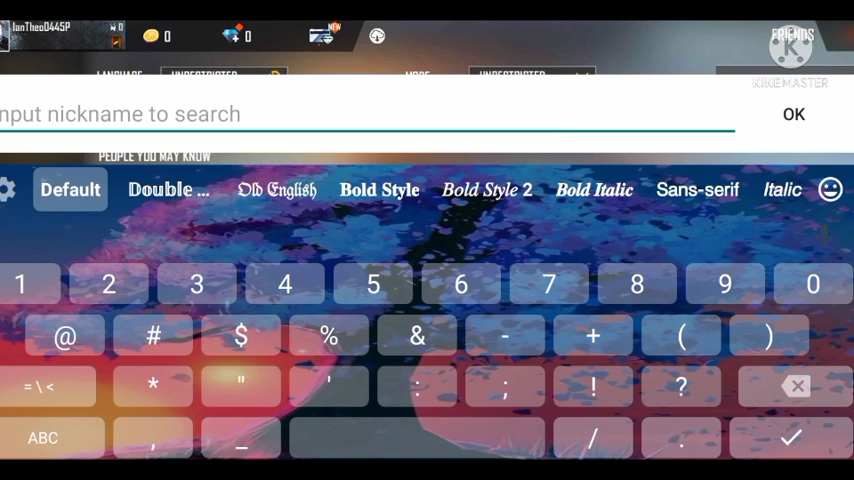 IanTheo0445P
0
0
0
NEW
FRIENDS
K
KINEMASTER
LANGUAGE UNRESTRICTED MODE UNRESTRICTED
nput nickname to search OK
PEOPLE YOU MAY KNOW
Default 𝔻𝕠𝕦𝕓𝕝𝕖 ... 𝔒𝔩𝔡 𝔈𝔫𝔤𝔩𝔦𝔰𝔥 𝐁𝐨𝐥𝐝 𝐒𝐭𝐲𝐥𝐞 𝐵𝑜𝑙𝑑 𝑆𝑡𝑦𝑙𝑒 2 𝑩𝒐𝒍𝒅 𝑰𝒕𝒂𝒍𝒊𝒄 Sans-serif 𝘐𝘵𝘢𝘭𝘪𝘤
1 2 3 4 5 6 7 8 9 0
@ # $ % & - + ( )
=\< * " ' : ; ! ?
ABC , _ / .